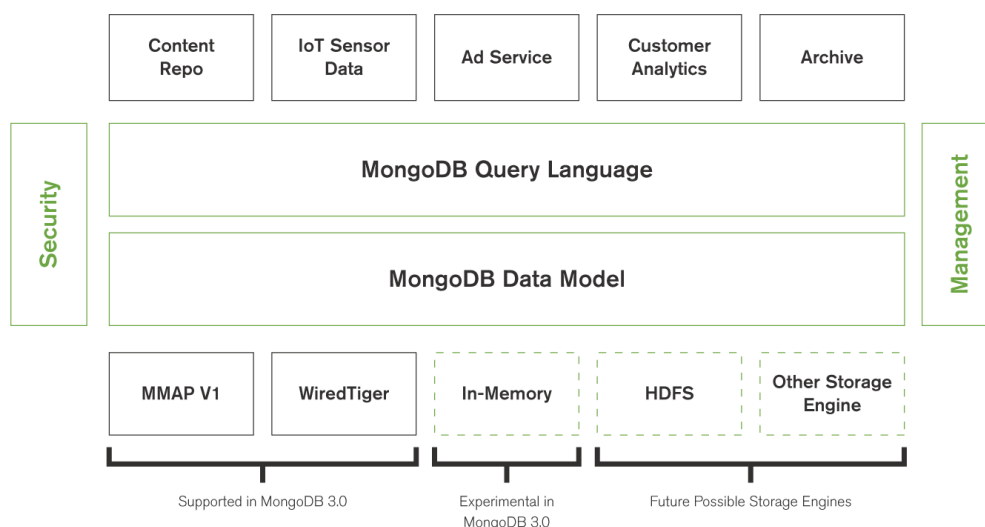 Content
Repo
IoT Sensor
Data
Ad Service
Customer
Analytics
Archive
Security
MongoDB Query Language
MongoDB Data Model
Management
MMAP V1
WiredTiger
In-Memory
HDFS
Other Storage
Engine
Supported in MongoDB 3.0
Experimental in
MongoDB 3.0
Future Possible Storage Engines